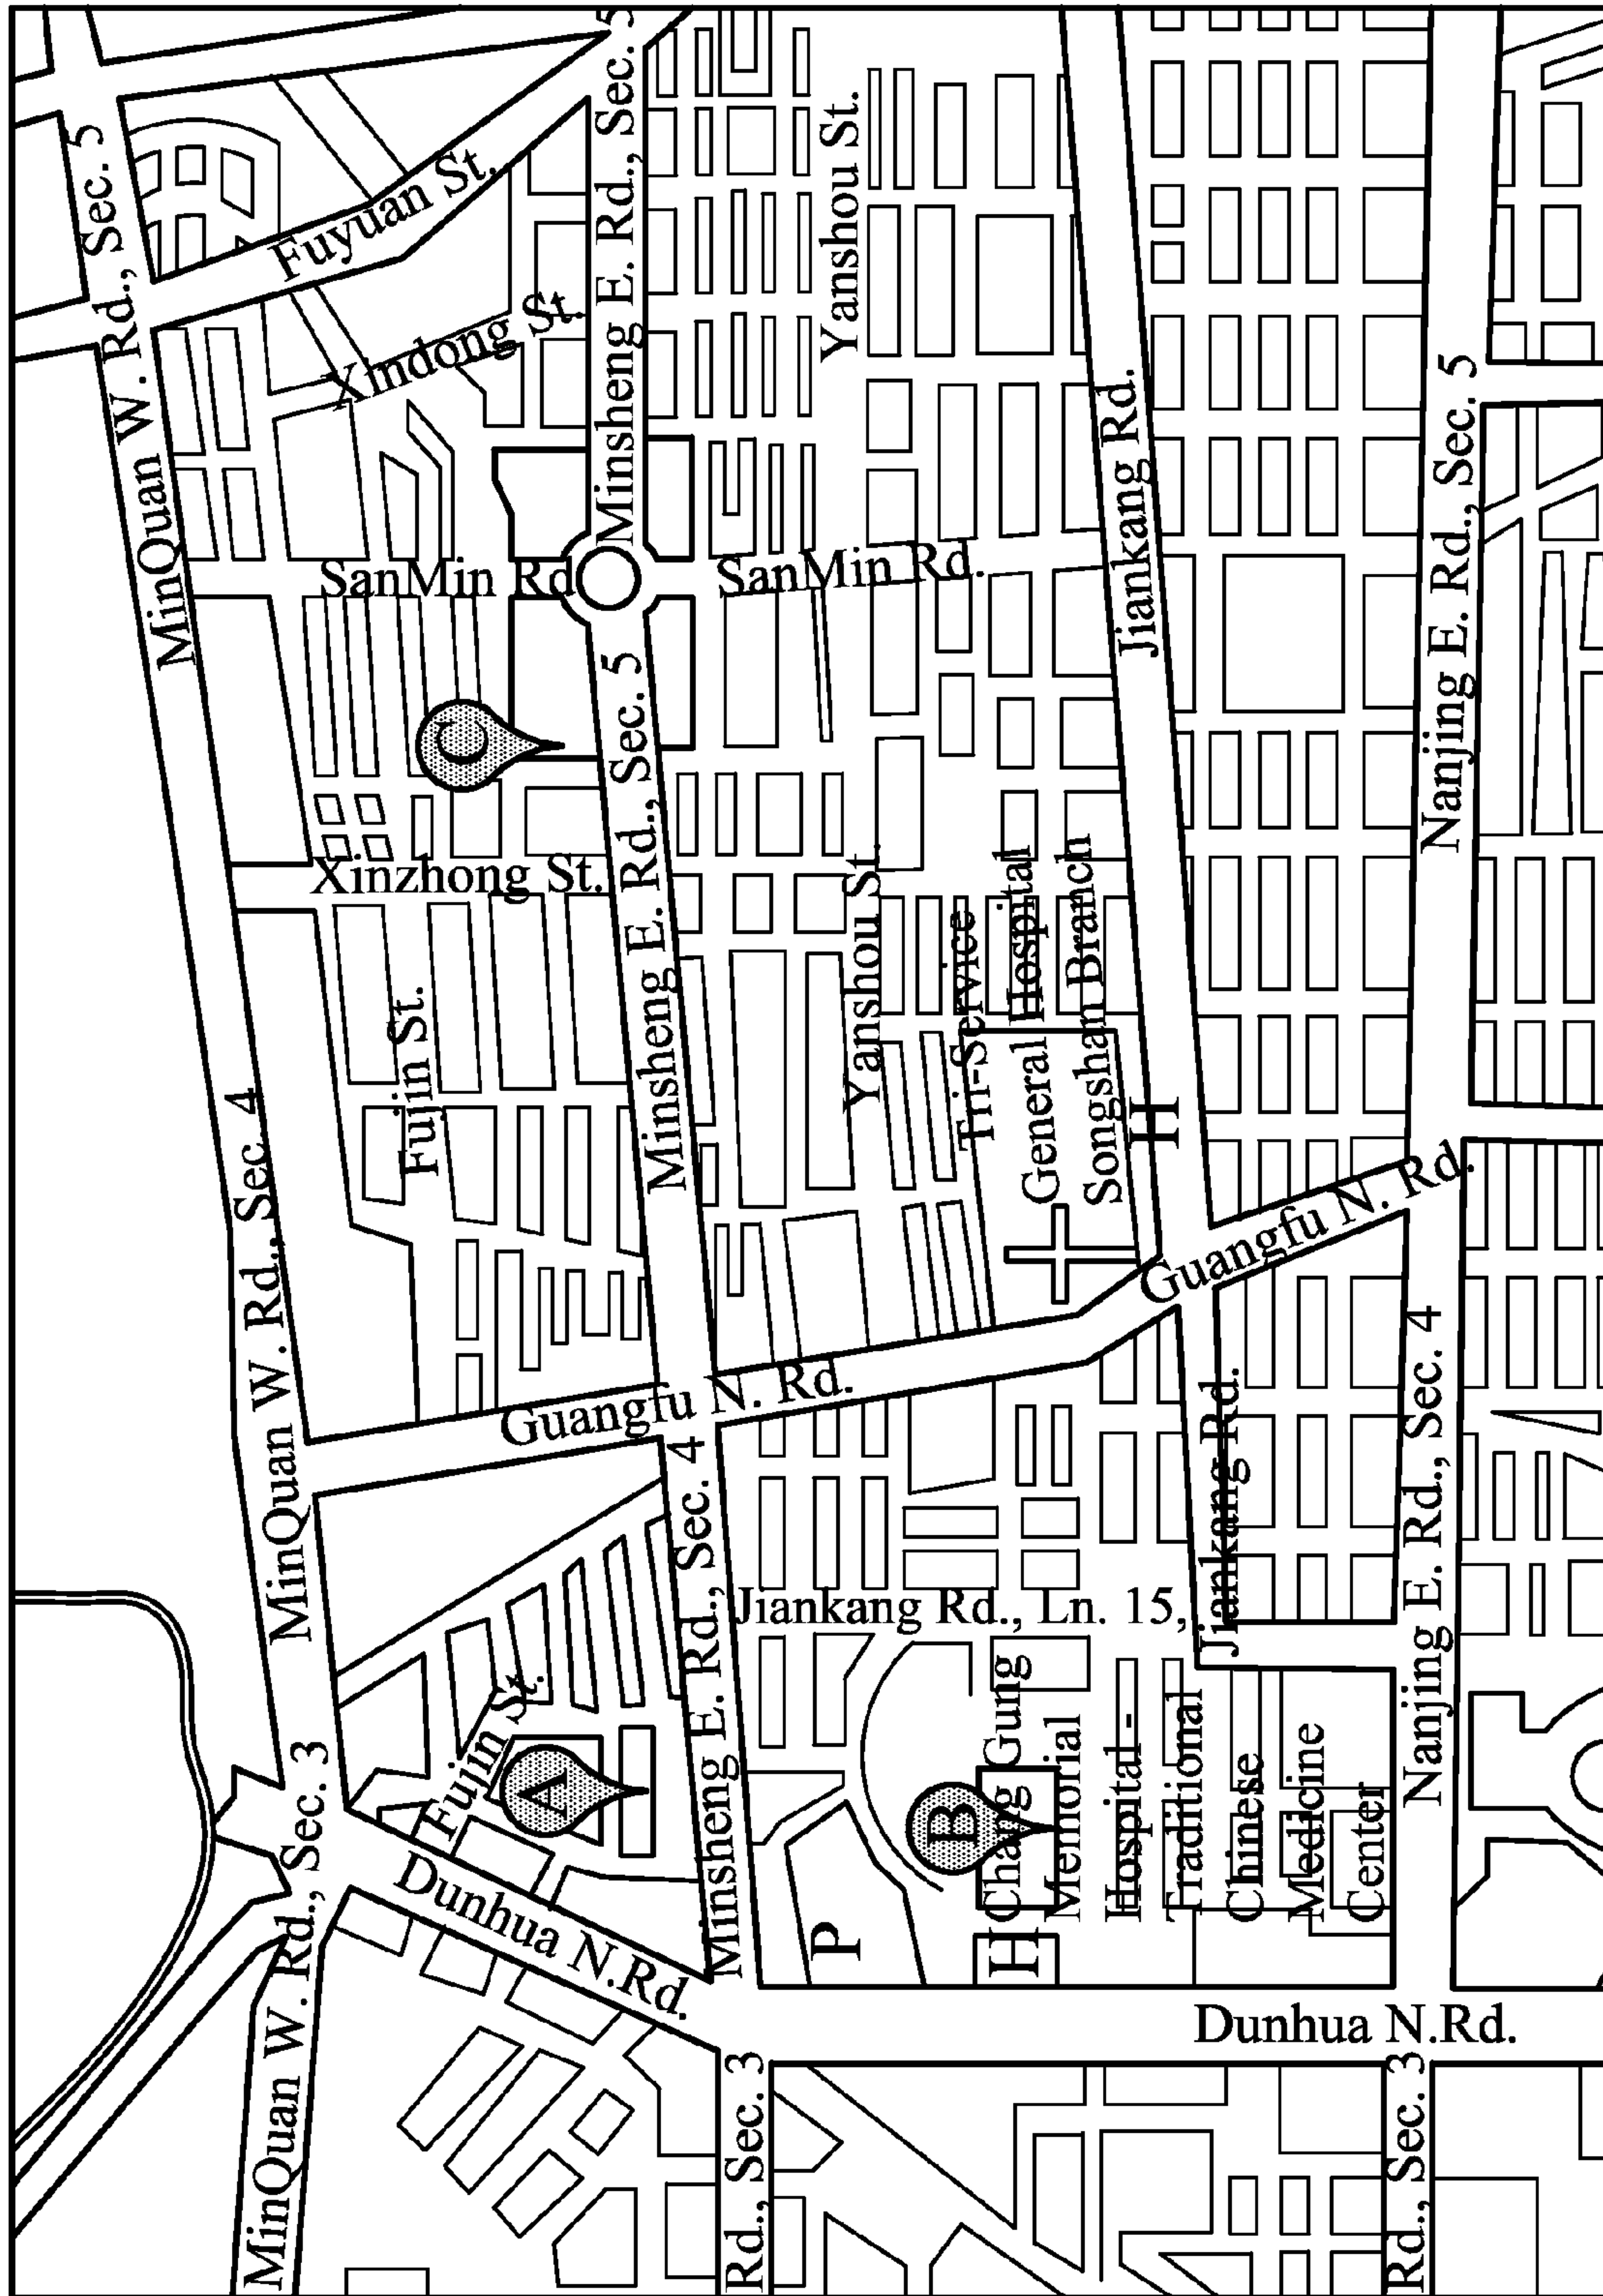 MinQuan W. Rd., Sec. 5
Fuyuan St.
Minsheng E. Rd., Sec. 5
Xindong St.
Yanshou St.
Jiankang Rd.
Nanjing E. Rd., Sec. 5
SanMin Rd
SanMin Rd.
C
Minsheng E. Rd., Sec. 5
Xinzhong St.
Yanshou St.
Tri-Service
General Hospital
Songshan Branch
H
Fujin St.
MinQuan W. Rd., Sec. 4
Guangfu N. Rd.
Guangfu N. Rd.
Minsheng E. Rd., Sec. 4
Jiankang Rd., Ln. 15,
Jiankang Rd.
Nanjing E. Rd., Sec. 4
Fujin St.
A
B
Chang Gung
Memorial
Hospital -
Traditional
Chinese
Medicine
Center
H
P
Dunhua N.Rd.
Dunhua N.Rd.
MinQuan W. Rd., Sec. 3
Rd., Sec. 3
Rd., Sec. 3